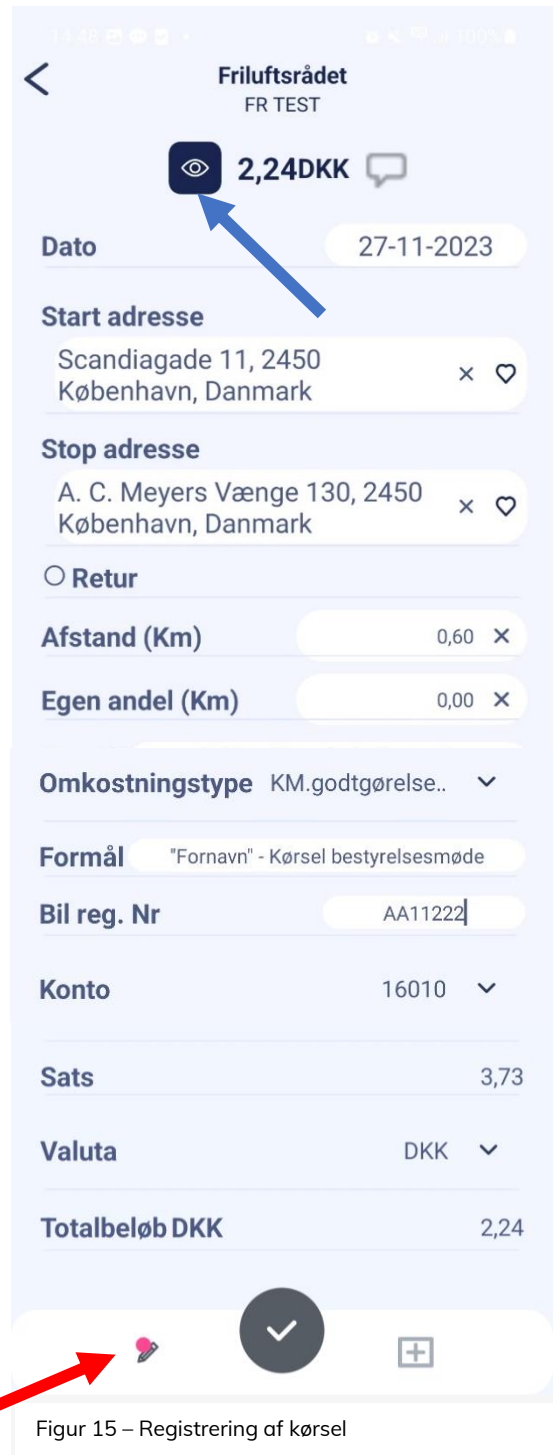 14:48
100%
Friluftsrådet
FR TEST
2,24DKK
Dato 27-11-2023
Start adresse
Scandiagade 11, 2450
København, Danmark
Stop adresse
A. C. Meyers Vænge 130, 2450
København, Danmark
Retur
Afstand (Km) 0,60
Egen andel (Km) 0,00
Omkostningstype KM.godtgørelse..
Formål "Fornavn" - Kørsel bestyrelsesmøde
Bil reg. Nr AA11222
Konto 16010
Sats 3,73
Valuta DKK
Totalbeløb DKK 2,24
Figur 15 – Registrering af kørsel